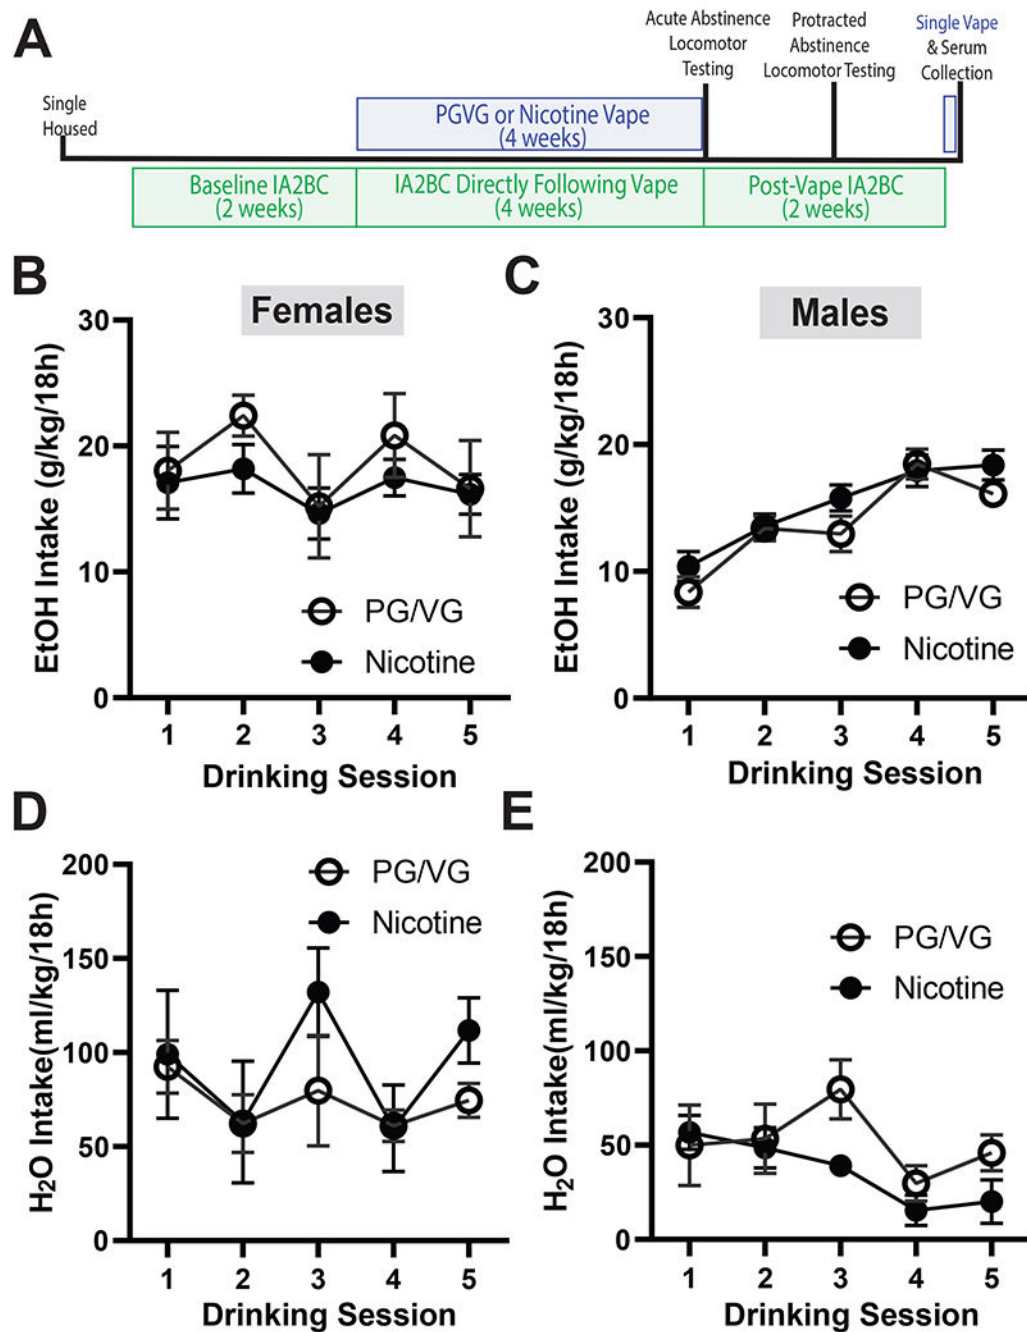 A
Single
Housed
Acute Abstinence
Locomotor
Testing
Protracted
Abstinence
Locomotor Testing
Single Vape
& Serum
Collection
PGVG or Nicotine Vape
(4 weeks)
Baseline IA2BC
(2 weeks)
IA2BC Directly Following Vape
(4 weeks)
Post-Vape IA2BC
(2 weeks)
B
Females
EtOH Intake (g/kg/18h)
30
20
10
0
PG/VG
Nicotine
1 2 3 4 5
Drinking Session
C
Males
EtOH Intake (g/kg/18h)
30
20
10
0
PG/VG
Nicotine
1 2 3 4 5
Drinking Session
D
H2O Intake(ml/kg/18h)
200
150
100
50
0
PG/VG
Nicotine
1 2 3 4 5
Drinking Session
E
H2O Intake(ml/kg/18h)
200
150
100
50
0
PG/VG
Nicotine
1 2 3 4 5
Drinking Session